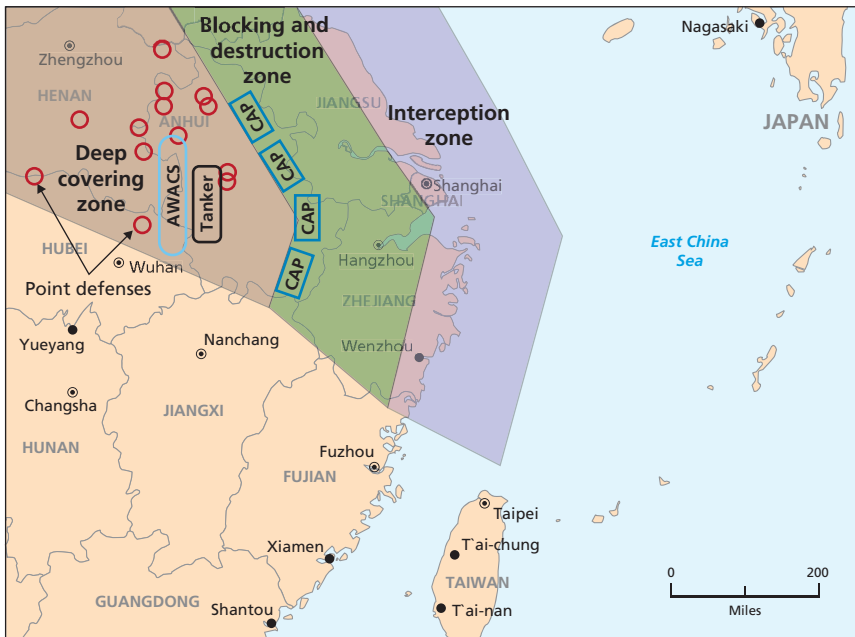 Blocking and
destruction
zone
Nagasaki
Zhengzhou
HENAN
JIANGSU
JAPAN
Interception
zone
ANHUI
CAP
CAP
Deep
covering
zone
AWACS
Tanker
Shanghai
SHANGHAI
CAP
HUBEI
Wuhan
Hangzhou
East China
Sea
CAP
Point defenses
ZHEJIANG
Yueyang
Nanchang
Wenzhou
Changsha
JIANGXI
HUNAN
Fuzhou
FUJIAN
Taipei
Xiamen
T`ai-chung
TAIWAN
0
200
Miles
GUANGDONG
Shantou
T`ai-nan